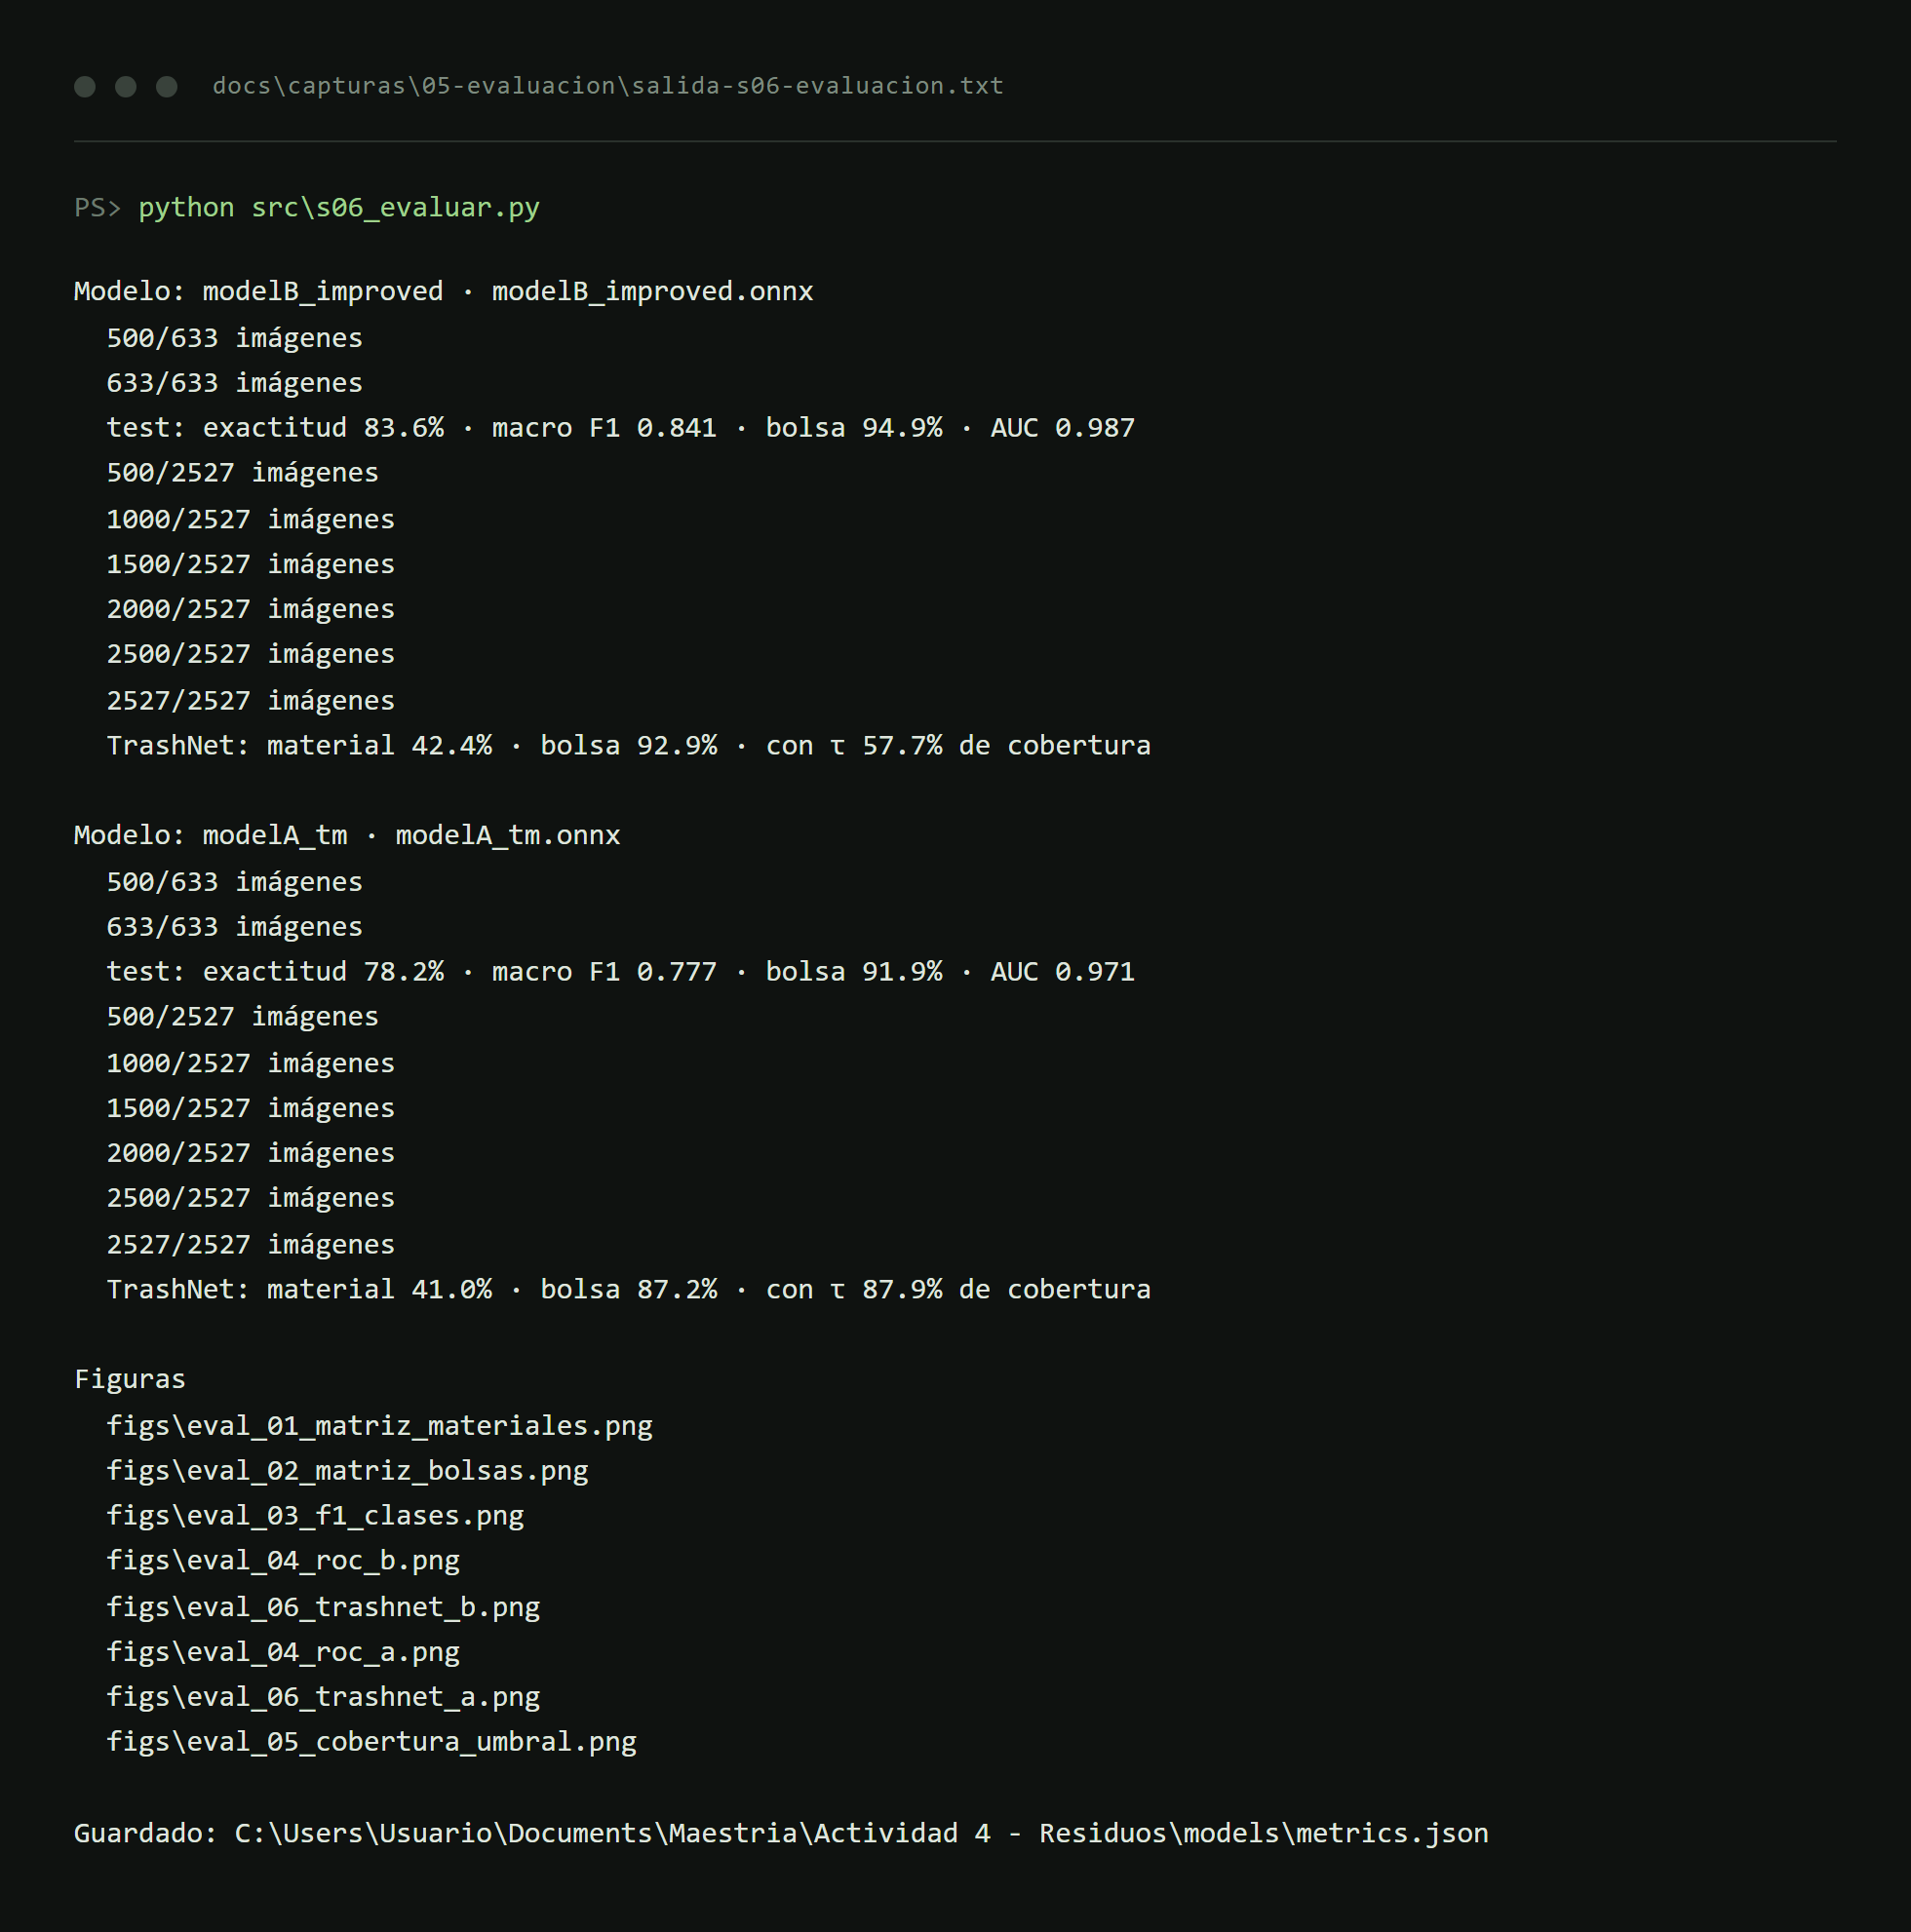 docs\capturas\05-evaluacion\salida-s06-evaluacion.txt
PS> python src\s06_evaluar.py
Modelo: modelB_improved · modelB_improved.onnx
500/633 imágenes
633/633 imágenes
test: exactitud 83.6% · macro F1 0.841 · bolsa 94.9% · AUC 0.987
500/2527 imágenes
1000/2527 imágenes
1500/2527 imágenes
2000/2527 imágenes
2500/2527 imágenes
2527/2527 imágenes
TrashNet: material 42.4% · bolsa 92.9% · con τ 57.7% de cobertura
Modelo: modelA_tm · modelA_tm.onnx
500/633 imágenes
633/633 imágenes
test: exactitud 78.2% · macro F1 0.777 · bolsa 91.9% · AUC 0.971
500/2527 imágenes
1000/2527 imágenes
1500/2527 imágenes
2000/2527 imágenes
2500/2527 imágenes
2527/2527 imágenes
TrashNet: material 41.0% · bolsa 87.2% · con τ 87.9% de cobertura
Figuras
figs\eval_01_matriz_materiales.png
figs\eval_02_matriz_bolsas.png
figs\eval_03_f1_clases.png
figs\eval_04_roc_b.png
figs\eval_06_trashnet_b.png
figs\eval_04_roc_a.png
figs\eval_06_trashnet_a.png
figs\eval_05_cobertura_umbral.png
Guardado: C:\Users\Usuario\Documents\Maestria\Actividad 4 - Residuos\models\metrics.json